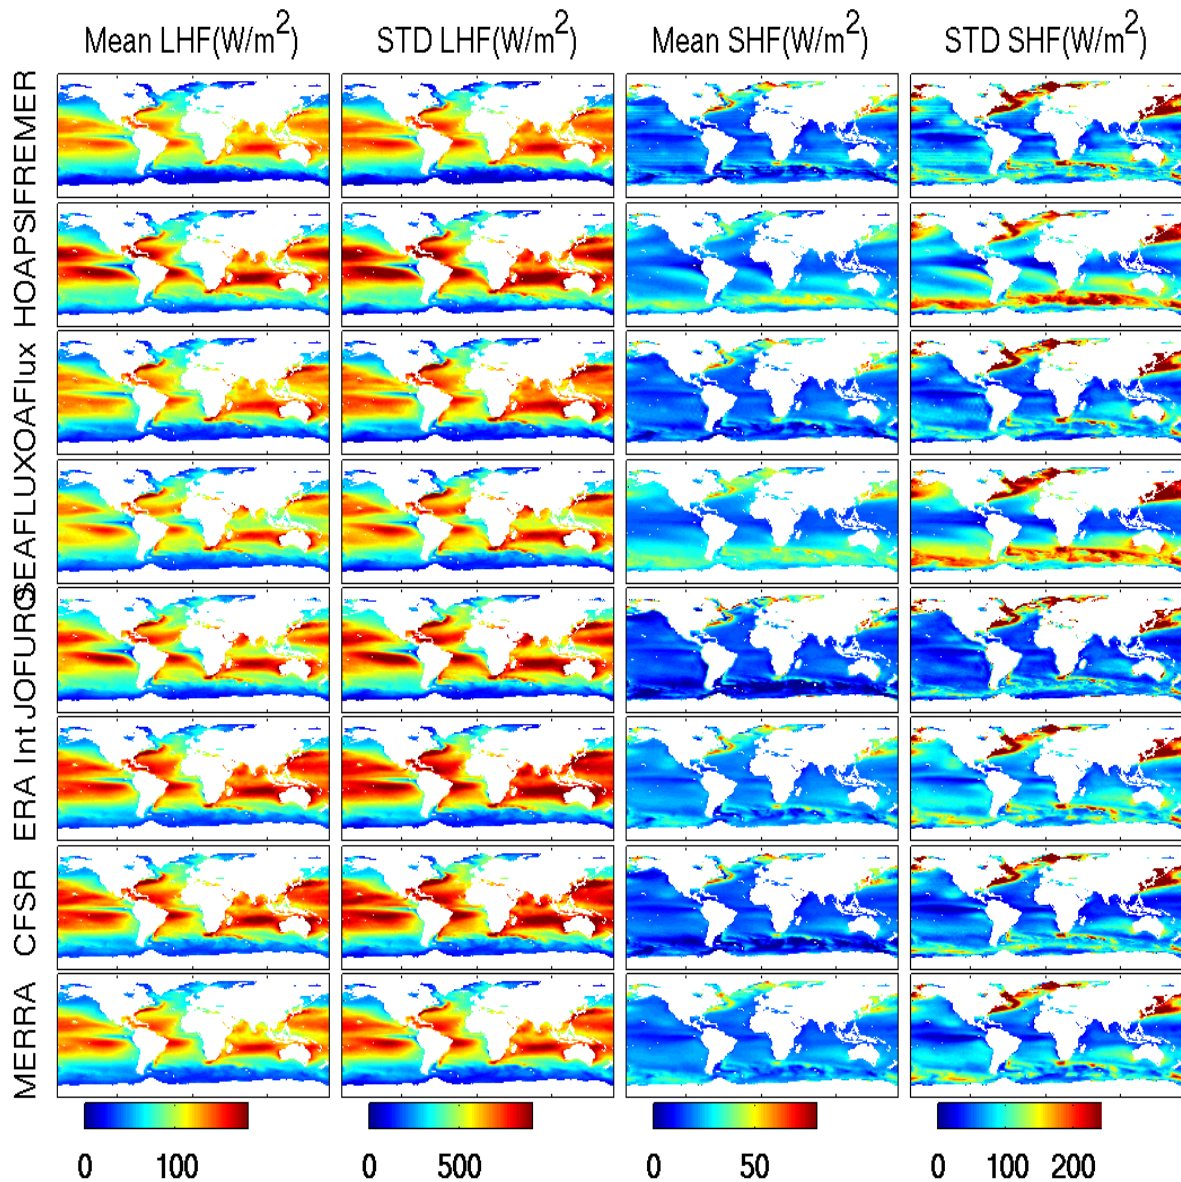 Mean LHF(W/m²) STD LHF(W/m²) Mean SHF(W/m²) STD SHF(W/m²)
IFREMER
HOAPS
OAFlux
SEAFLUX
JOFURO
ERA Int
CFSR
MERRA
0 100 0 500 0 50 0 100 200